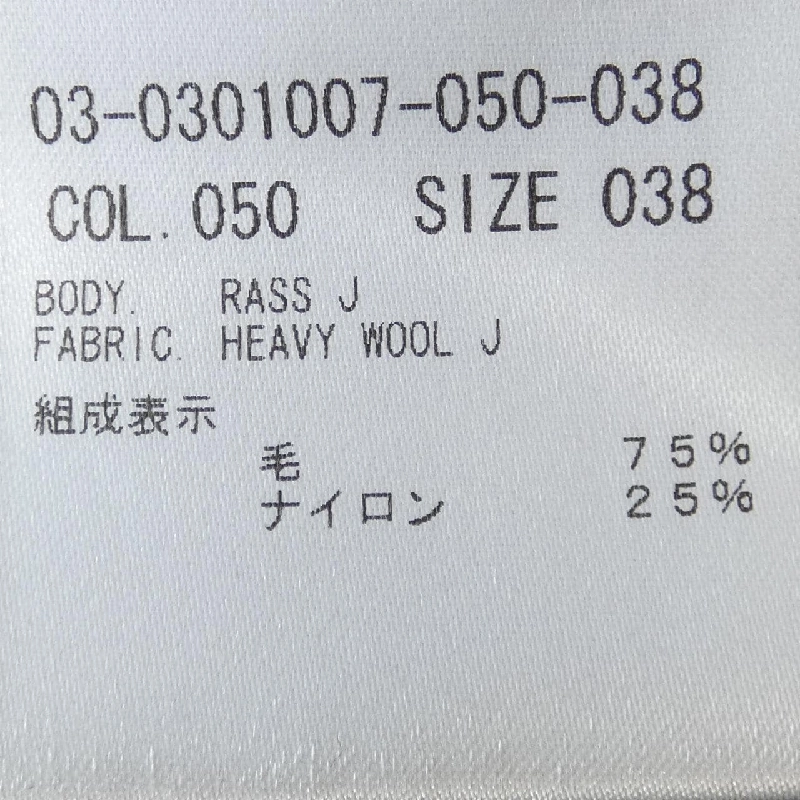 03-0301007-050-038
COL. 050 SIZE 038
BODY. RASS J
FABRIC. HEAVY WOOL J
組成表示
毛 75%
ナイロン 25%